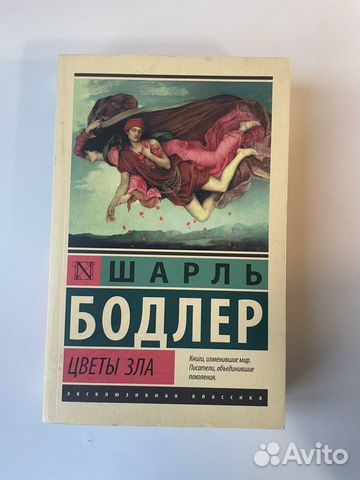 N ШАРЛЬ
БОДЛЕР
ЦВЕТЫ ЗЛА
Книги, изменившие мир.
Писатели, объединившие
поколения.
эксклюзивная классика
Avito